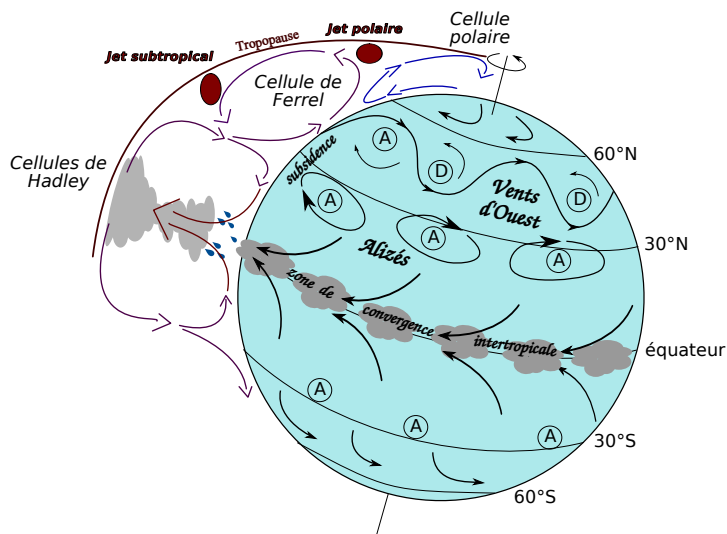 Cellule
polaire
Jet polaire
Tropopause
Jet subtropical
Cellule de
Ferrel
Cellules de
Hadley
60°N
A
subsidence
D
Vents
d'Ouest
D
A
A
30°N
A
Alizés
zone de
convergence
intertropicale
équateur
A
A
A
30°S
60°S